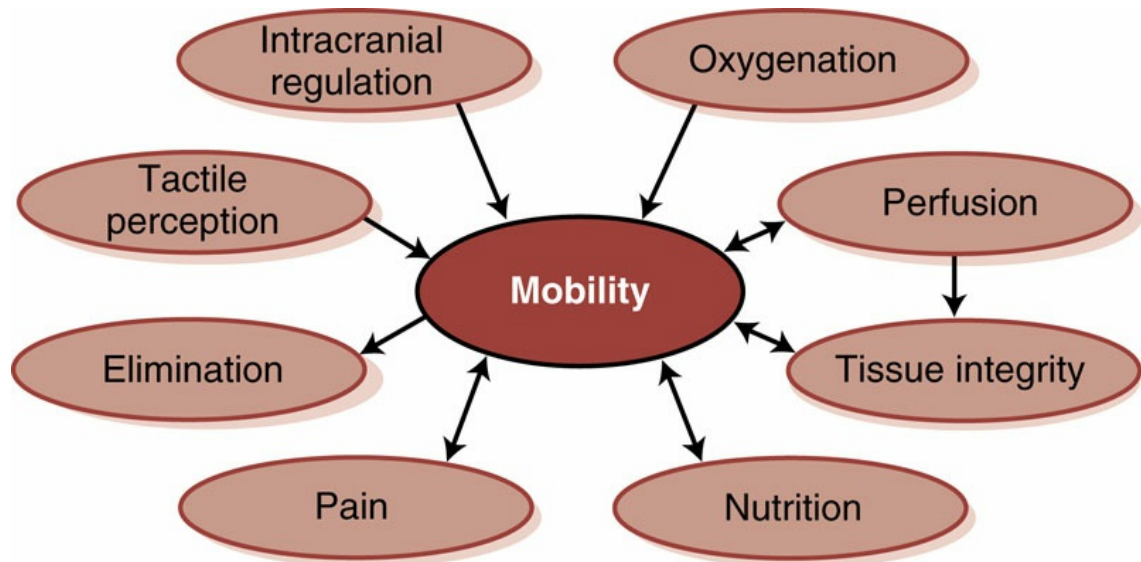 Intracranial
regulation
Oxygenation
Tactile
perception
Perfusion
Mobility
Elimination
Tissue integrity
Pain
Nutrition